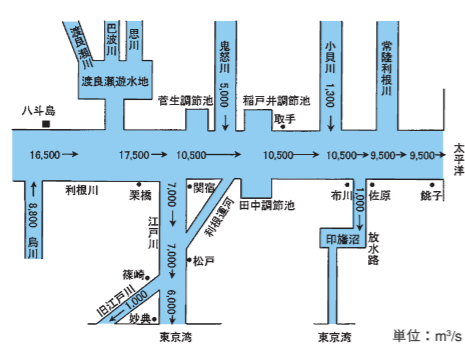 渡良瀬川
巴波川
思川
鬼怒川
5,000
小貝川
1,300
常陸利根川
渡良瀬遊水地
八斗島
菅生調節池
稲戸井調節池
取手
太平洋
16,500
17,500
10,500
10,500
10,500
9,500
9,500
利根川
栗橋
関宿
田中調節池
布川
佐原
銚子
8,800
烏川
7,000
江戸川
7,000
利根運河
1,000
印旛沼
放水路
松戸
篠崎
旧江戸川
1,000
6,000
妙典
東京湾
東京湾
単位：m³/s